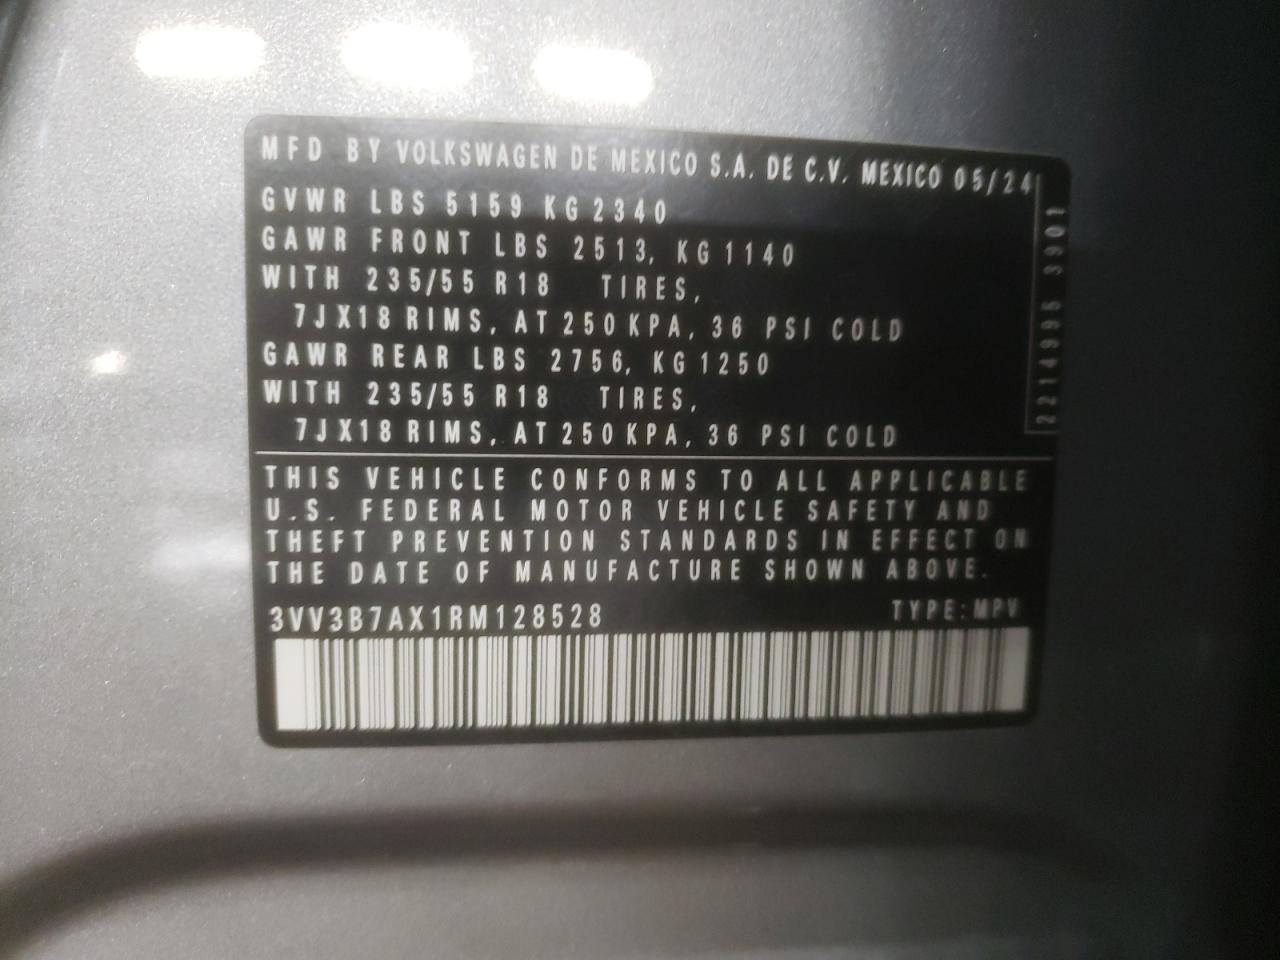 MFD BY VOLKSWAGEN DE MEXICO S.A. DE C.V. MEXICO 05/24
GVWR LBS 5159 KG 2340
GAWR FRONT LBS 2513, KG 1140
WITH 235/55 R18 TIRES,
7JX18 RIMS, AT 250 KPA, 36 PSI COLD
GAWR REAR LBS 2756, KG 1250
WITH 235/55 R18 TIRES,
7JX18 RIMS, AT 250 KPA, 36 PSI COLD
2214995 3901
THIS VEHICLE CONFORMS TO ALL APPLICABLE
U.S. FEDERAL MOTOR VEHICLE SAFETY AND
THEFT PREVENTION STANDARDS IN EFFECT ON
THE DATE OF MANUFACTURE SHOWN ABOVE.
3VV3B7AX1RM128528 TYPE: MPV